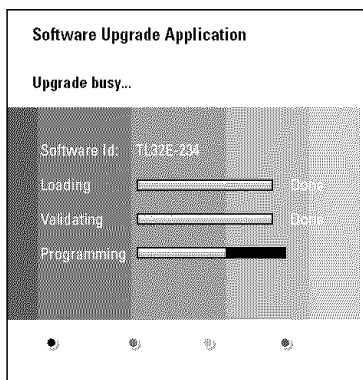 Software Upgrade Application
Upgrade busy...
Software Id: TL32E-234
Loading Done
Validating Done
Programming